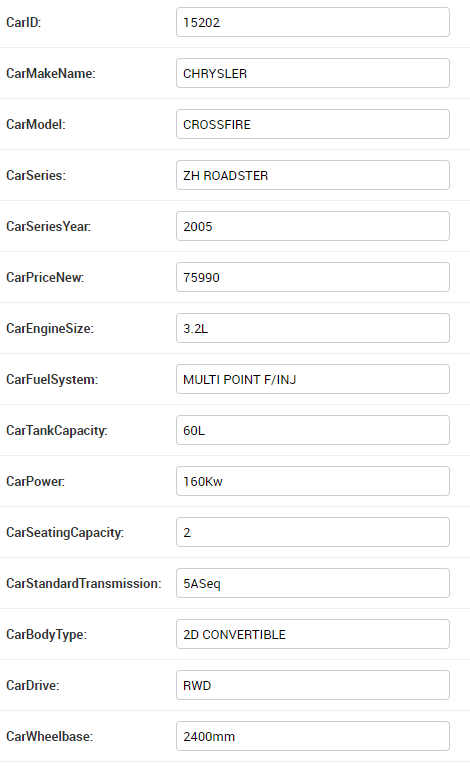 CarID: 15202
CarMakeName: CHRYSLER
CarModel: CROSSFIRE
CarSeries: ZH ROADSTER
CarSeriesYear: 2005
CarPriceNew: 75990
CarEngineSize: 3.2L
CarFuelSystem: MULTI POINT F/INJ
CarTankCapacity: 60L
CarPower: 160Kw
CarSeatingCapacity: 2
CarStandardTransmission: 5ASeq
CarBodyType: 2D CONVERTIBLE
CarDrive: RWD
CarWheelbase: 2400mm